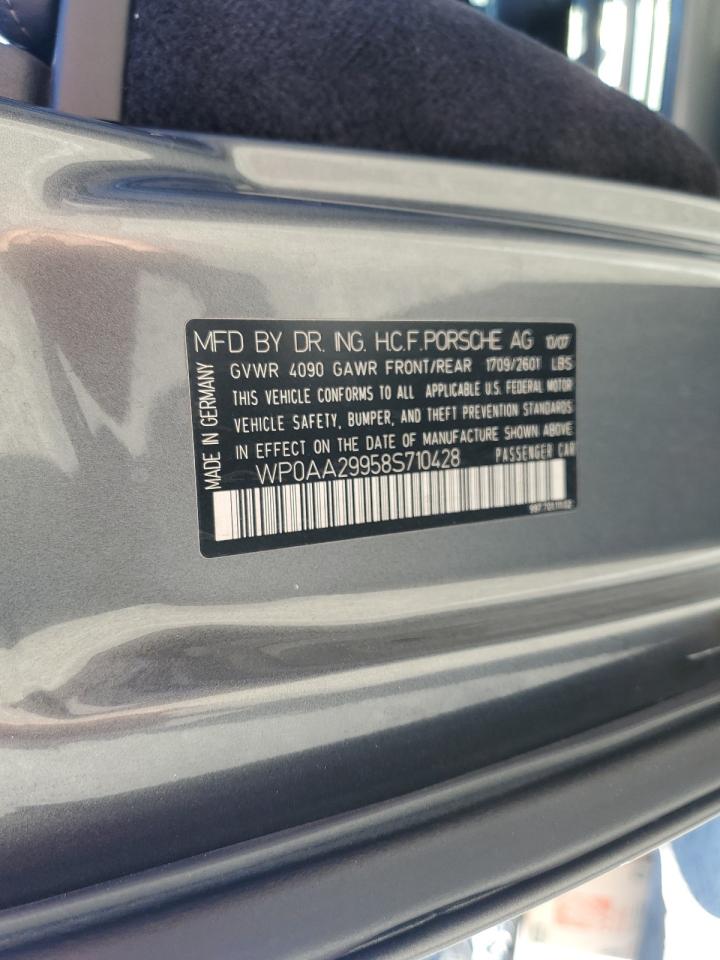 MFD BY DR. ING. H.C.F.PORSCHE AG 10/07
GVWR 4090 GAWR FRONT/REAR 1709/2601 LBS
THIS VEHICLE CONFORMS TO ALL APPLICABLE U.S. FEDERAL MOTOR
VEHICLE SAFETY, BUMPER, AND THEFT PREVENTION STANDARDS
IN EFFECT ON THE DATE OF MANUFACTURE SHOWN ABOVE
WP0AA29958S710428 PASSENGER CAR
MADE IN GERMANY